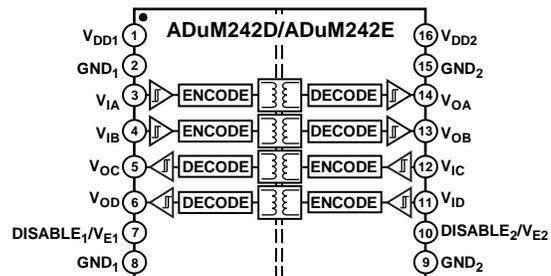 ADuM242D/ADuM242E
VDD1 1 16 VDD2
GND1 2 15 GND2
VIA 3 ENCODE DECODE 14 VOA
VIB 4 ENCODE DECODE 13 VOB
VOC 5 DECODE ENCODE 12 VIC
VOD 6 DECODE ENCODE 11 VID
DISABLE1/VE1 7 10 DISABLE2/VE2
GND1 8 9 GND2